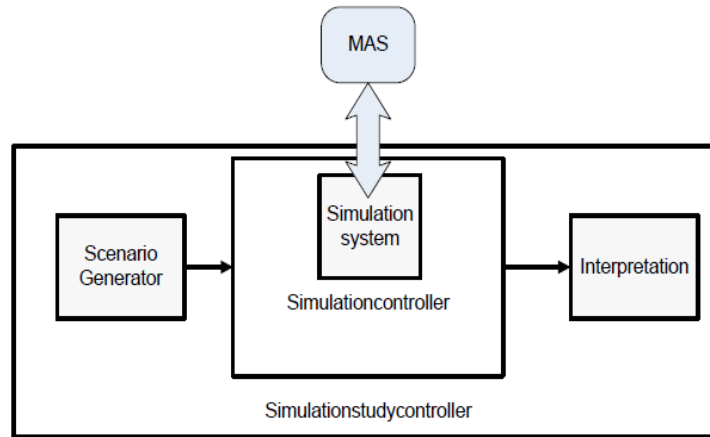 MAS
Simulation
system
Scenario
Generator
Interpretation
Simulationcontroller
Simulationstudycontroller